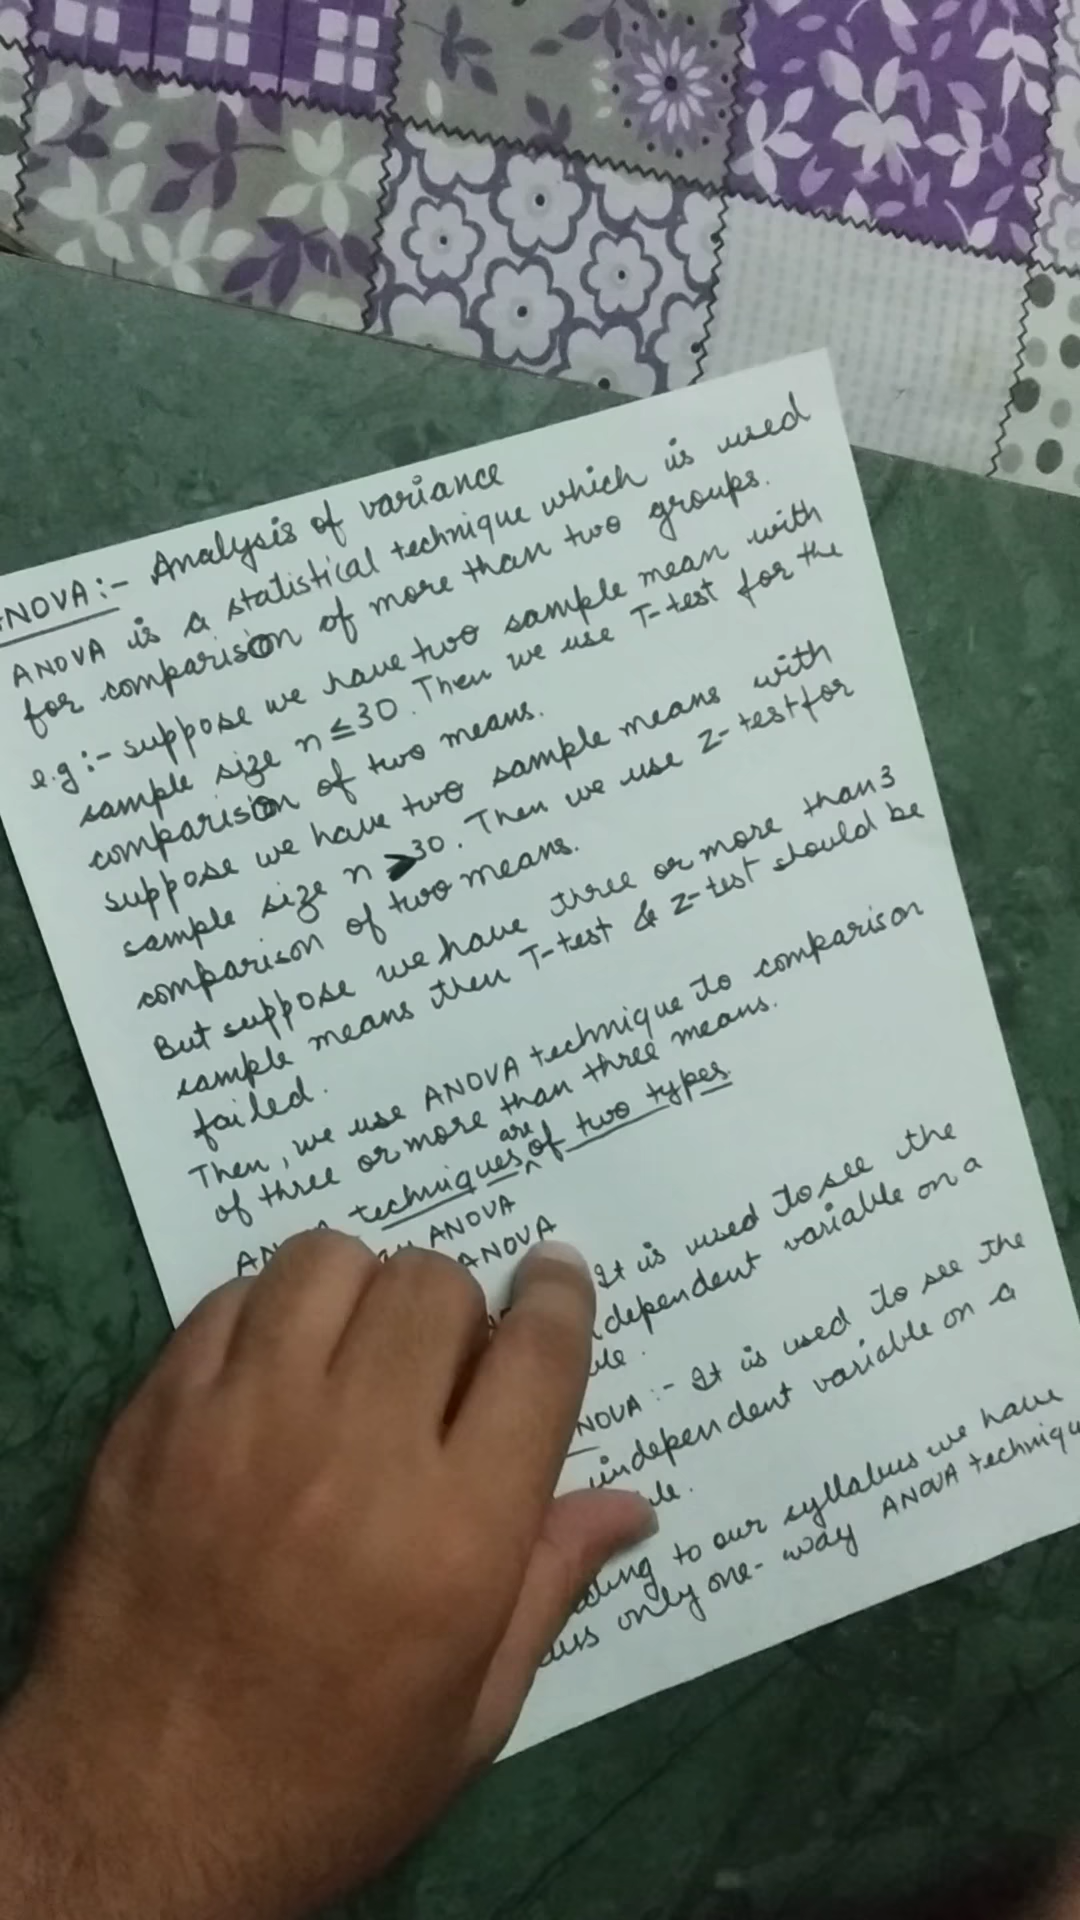 NOVA :- Analysis of variance
ANOVA is a statistical technique which is used
for comparision of more than two groups.
e.g :- suppose we have two sample mean with
sample size n ≤ 30. Then we use T-test for the
comparision of two means.
suppose we have two sample means with
sample size n > 30. Then we use Z-test for
comparison of two means.
But suppose we have three or more than 3
sample means then T-test & Z-test should be
failed.
Then, we use ANOVA technique to comparison
of three or more than three means.
techniques are of two types
ANOVA
ANOVA
It is used to see the
dependent variable on a
NOVA :- It is used to see the
independent variable on a
to our syllabus we have
only one-way ANOVA techniqu